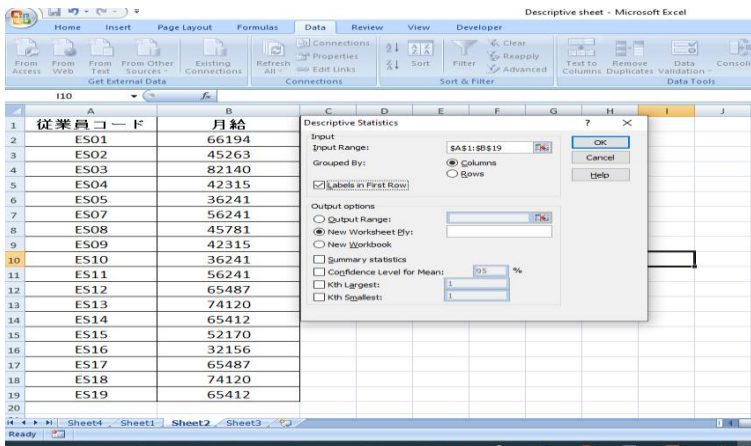 Descriptive sheet - Microsoft Excel
Home Insert Page Layout Formulas Data Review View Developer
From Access
From Web
From Text
From Other Sources
Existing Connections
Get External Data
Refresh All
Connections
Properties
Edit Links
Connections
Sort
Filter
Clear
Reapply
Advanced
Sort & Filter
Text to Columns
Remove Duplicates
Data Validation
Consoli
Data Tools
I10 fx
A B C D E F G H I J
1 従業員コード 月給
2 ES01 66194
3 ES02 45263
4 ES03 82140
5 ES04 42315
6 ES05 36241
7 ES07 56241
8 ES08 45781
9 ES09 42315
10 ES10 36241
11 ES11 56241
12 ES12 65487
13 ES13 74120
14 ES14 65412
15 ES15 52170
16 ES16 32156
17 ES17 65487
18 ES18 74120
19 ES19 65412
20
Descriptive Statistics ? ×
Input
Input Range: $A$1:$B$19
Grouped By: Columns
Rows
Labels in First Row
OK
Cancel
Help
Output options
Output Range:
New Worksheet Ply:
New Workbook
Summary statistics
Confidence Level for Mean: 95 %
Kth Largest: 1
Kth Smallest: 1
Sheet4 Sheet1 Sheet2 Sheet3
Ready